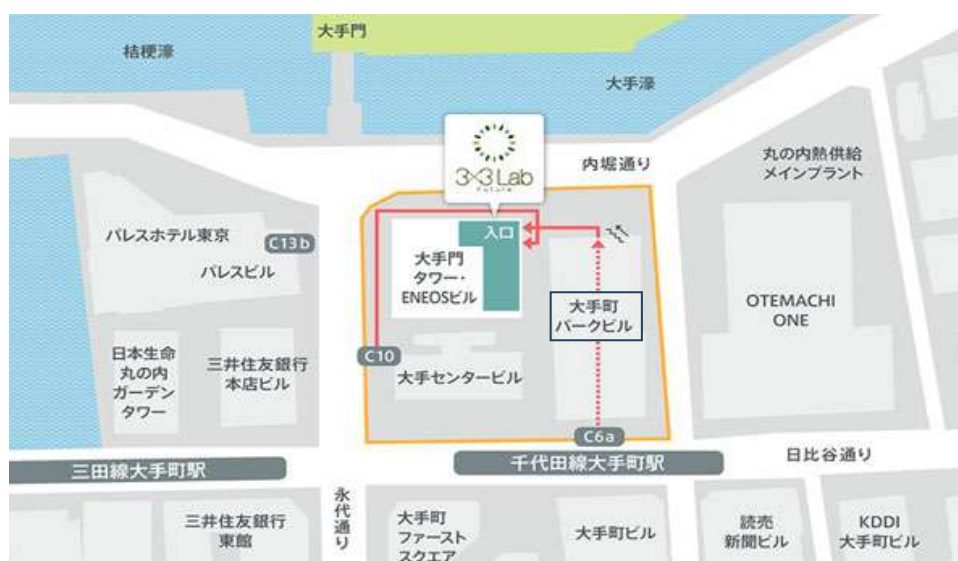 大手門
桔梗濠
大手濠
3×3 Lab
Future
内堀通り
丸の内熱供給
メインプラント
パレスホテル東京
C13b
パレスビル
入口
大手門
タワー・
ENEOSビル
大手町
パークビル
OTEMACHI
ONE
C10
大手センタービル
日本生命
丸の内
ガーデン
タワー
三井住友銀行
本店ビル
C6a
三田線大手町駅
千代田線大手町駅
日比谷通り
永代通り
三井住友銀行
東館
大手町
ファースト
スクエア
大手町ビル
読売
新聞ビル
KDDI
大手町ビル